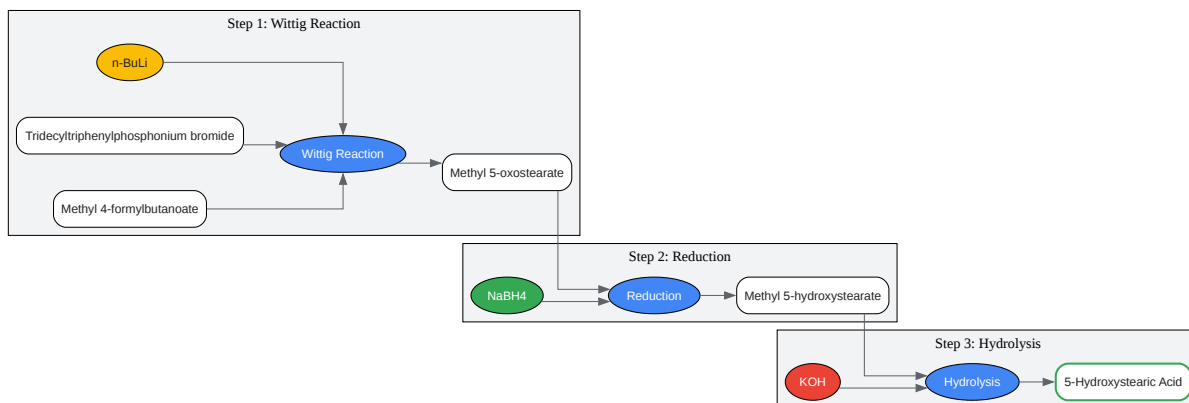 Step 1: Wittig Reaction
n-BuLi
Tridecyltriphenylphosphonium bromide
Wittig Reaction
Methyl 5-oxostearate
Methyl 4-formylbutanoate
Step 2: Reduction
NaBH4
Reduction
Methyl 5-hydroxystearate
Step 3: Hydrolysis
KOH
Hydrolysis
5-Hydroxystearic Acid